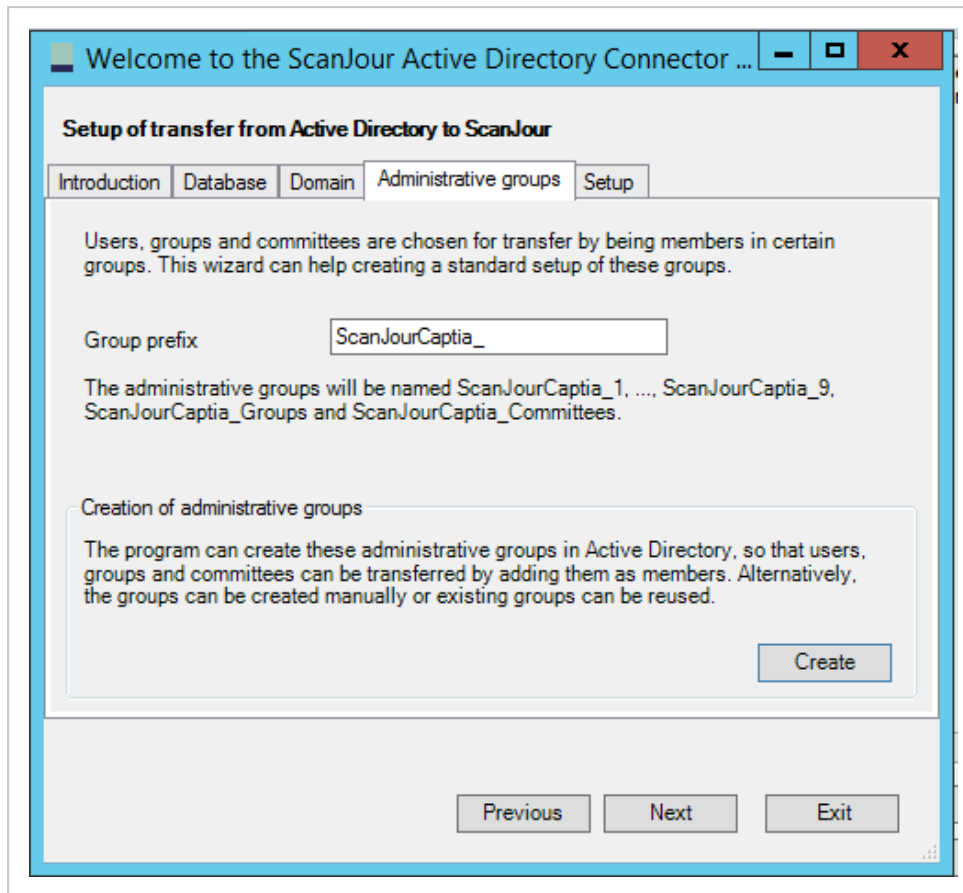 Welcome to the ScanJour Active Directory Connector ...
Setup of transfer from Active Directory to ScanJour
Introduction Database Domain Administrative groups Setup
Users, groups and committees are chosen for transfer by being members in certain
groups. This wizard can help creating a standard setup of these groups.
Group prefix ScanJourCaptia_
The administrative groups will be named ScanJourCaptia_1, ..., ScanJourCaptia_9,
ScanJourCaptia_Groups and ScanJourCaptia_Committees.
Creation of administrative groups
The program can create these administrative groups in Active Directory, so that users,
groups and committees can be transferred by adding them as members. Alternatively,
the groups can be created manually or existing groups can be reused.
Create
Previous Next Exit